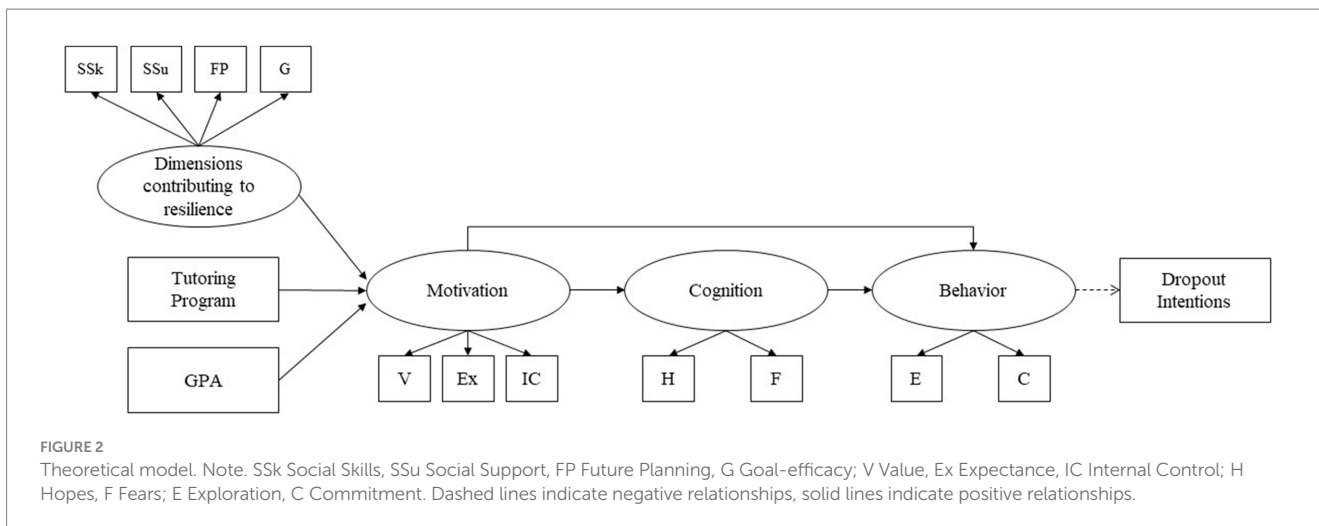 SSk SSu FP G
Dimensions
contributing to
resilience
Tutoring
Program
Motivation
Cognition
Behavior
Dropout
Intentions
GPA
V Ex IC H F E C
FIGURE 2
Theoretical model. Note. SSk Social Skills, SSu Social Support, FP Future Planning, G Goal-efficacy; V Value, Ex Expectance, IC Internal Control; H
Hopes, F Fears; E Exploration, C Commitment. Dashed lines indicate negative relationships, solid lines indicate positive relationships.